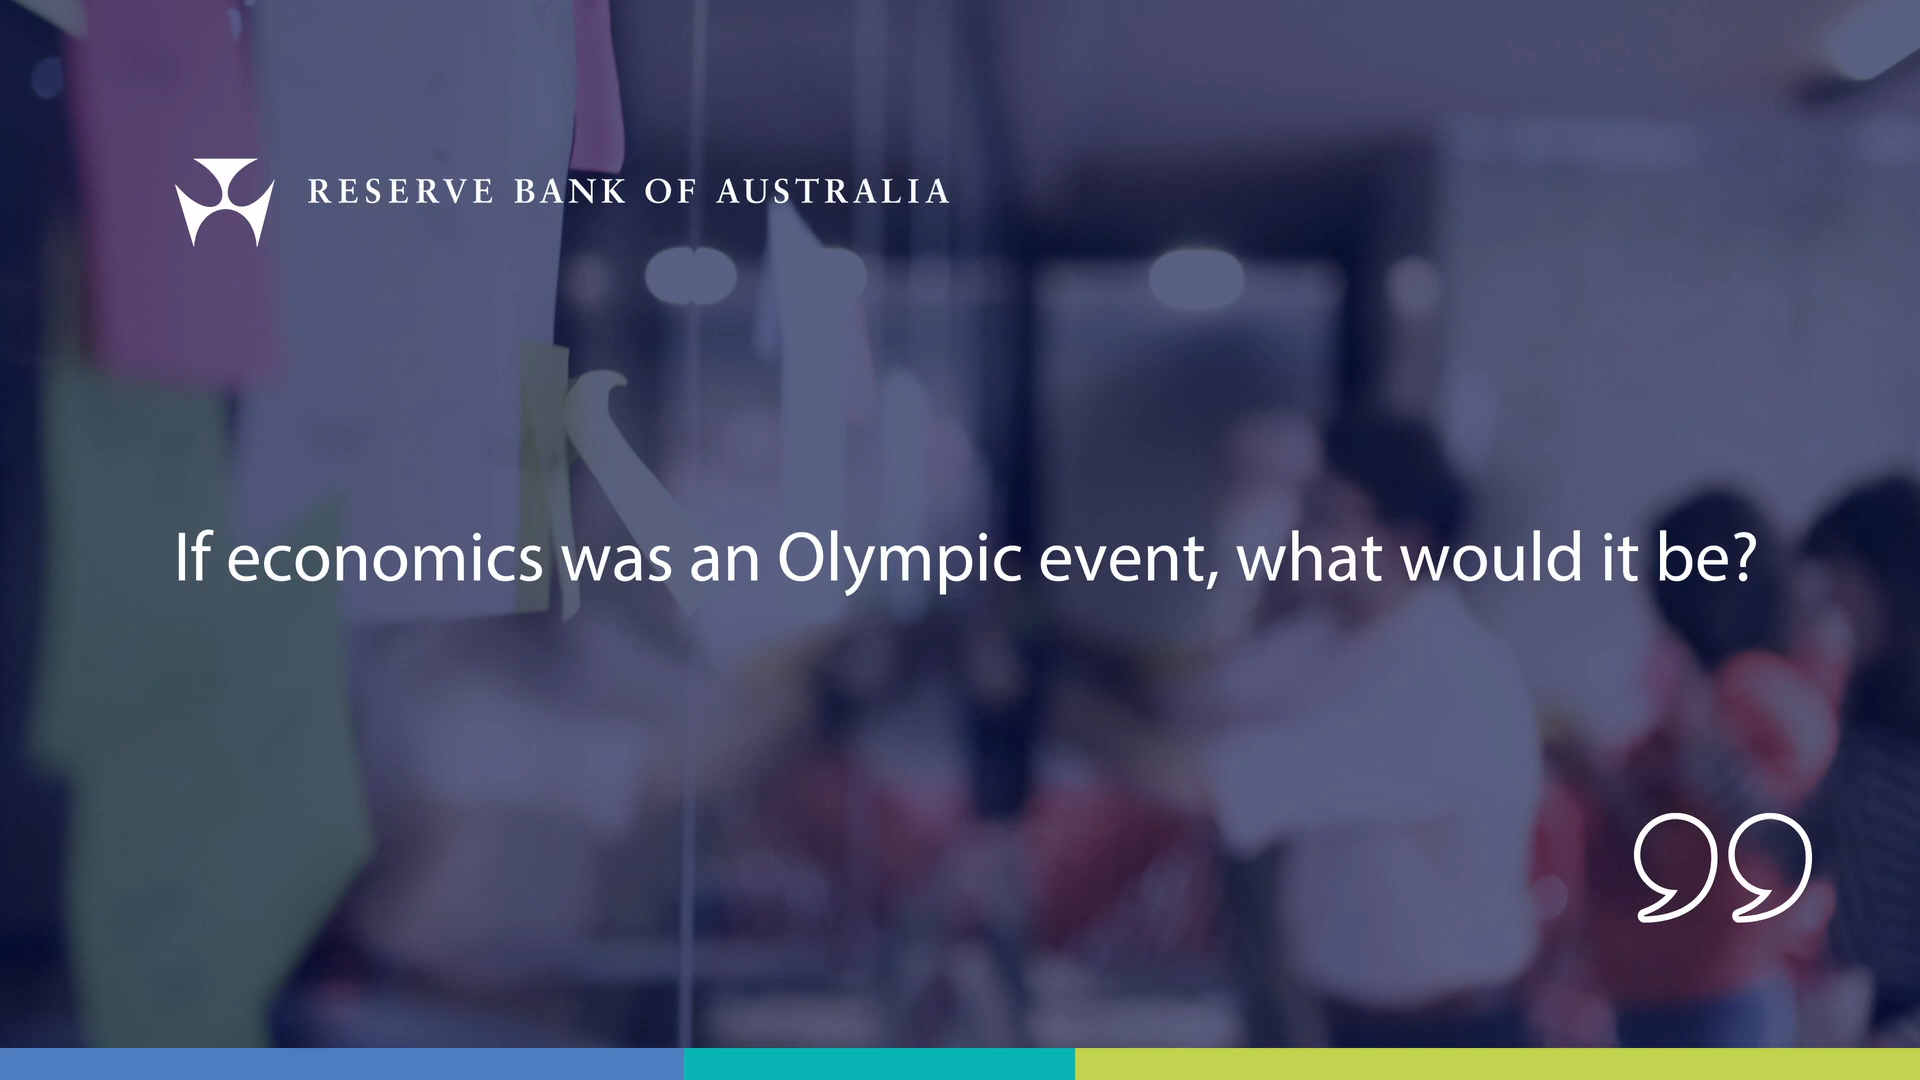 RESERVE BANK OF AUSTRALIA
If economics was an Olympic event, what would it be?
”